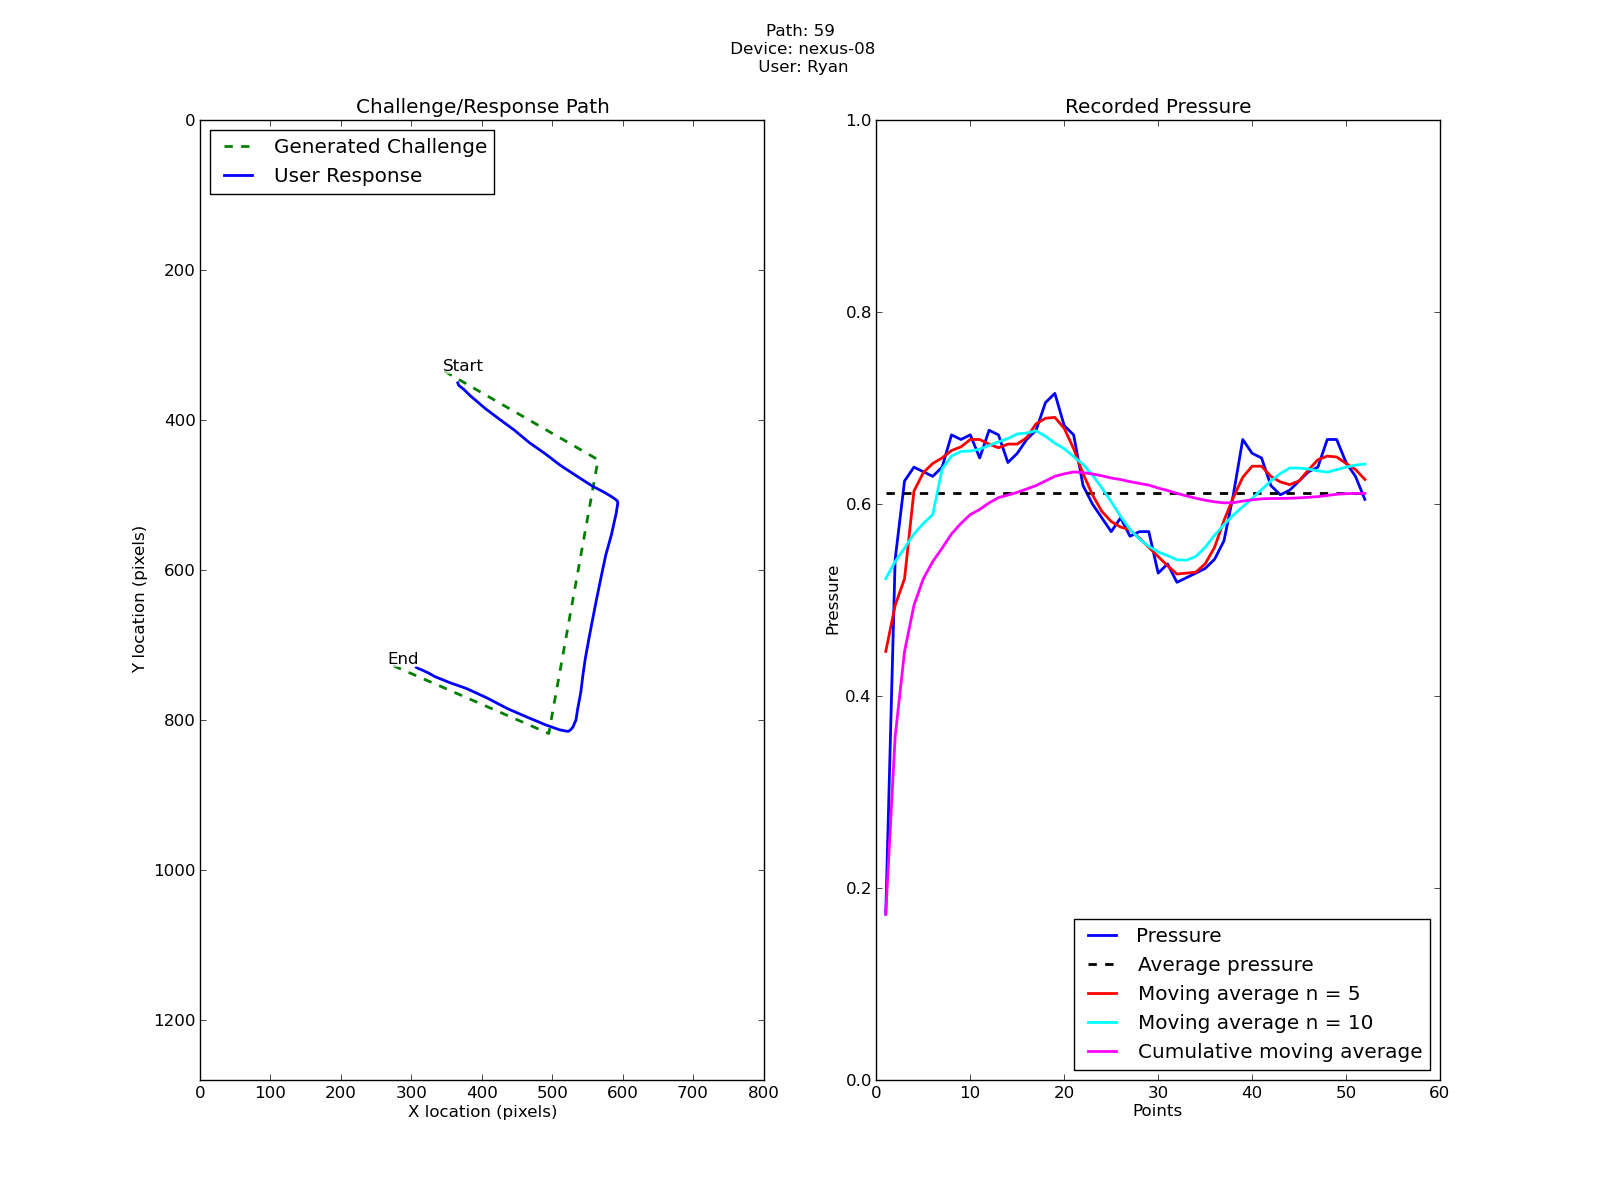 Path: 59
Device: nexus-08
User: Ryan
Challenge/Response Path
Generated Challenge
User Response
0
200
400
600
800
1000
1200
Y location (pixels)
Start
End
0 100 200 300 400 500 600 700 800
X location (pixels)
Recorded Pressure
1.0
0.8
0.6
0.4
0.2
0.0
Pressure
Pressure
Average pressure
Moving average n = 5
Moving average n = 10
Cumulative moving average
0 10 20 30 40 50 60
Points